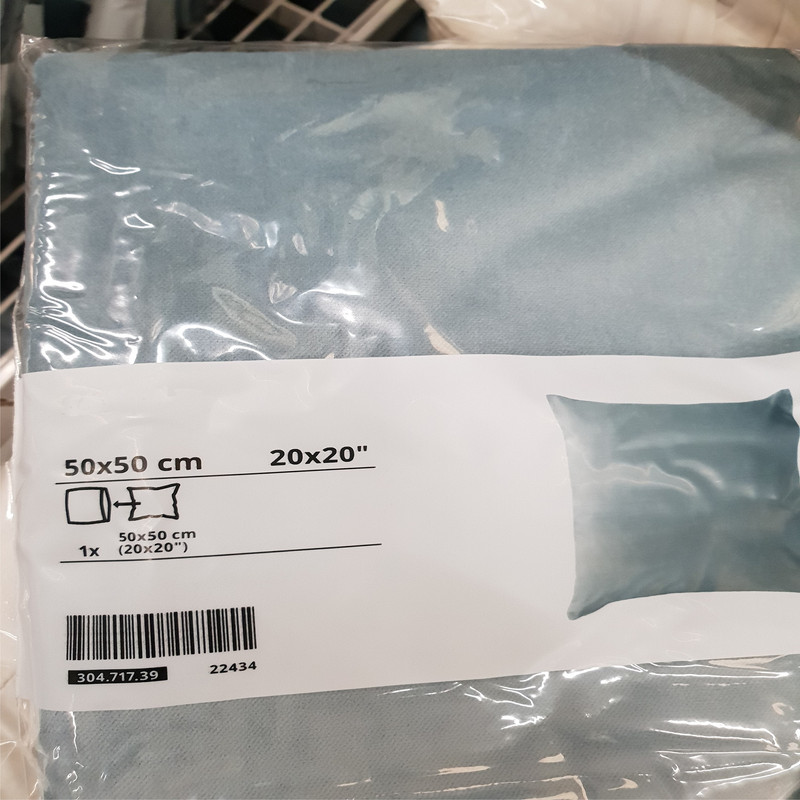 50x50 cm 20x20"
50x50 cm
1x (20x20")
304.717.39 22434